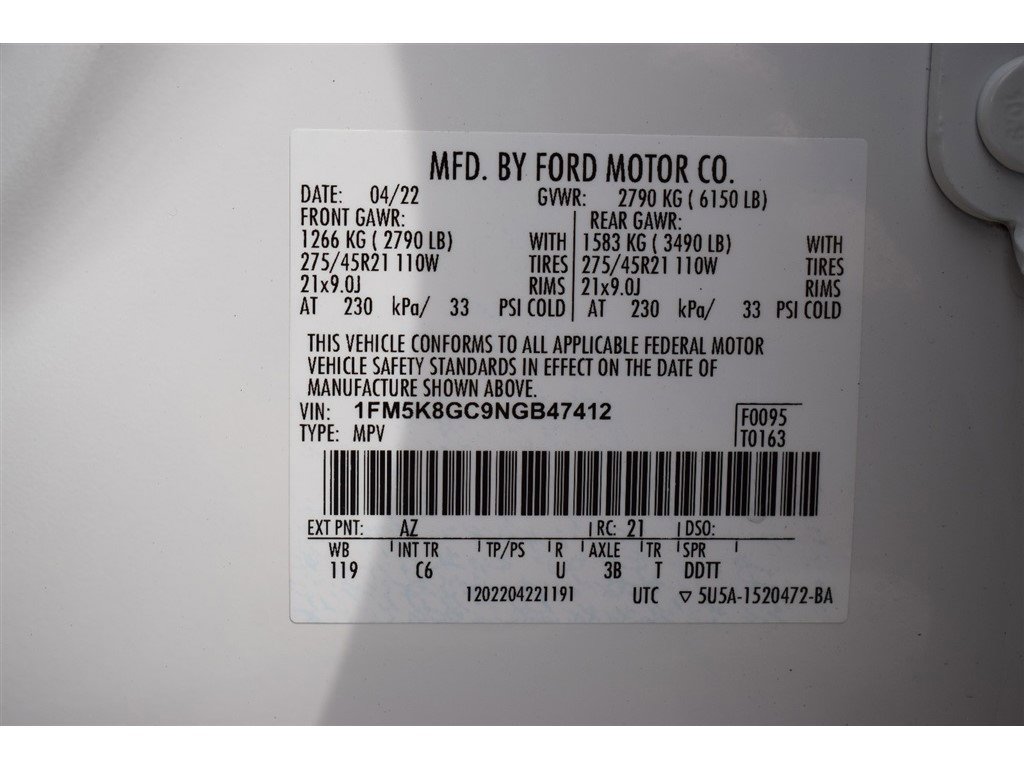 MFD. BY FORD MOTOR CO.
DATE: 04/22 GVWR: 2790 KG ( 6150 LB)
FRONT GAWR: REAR GAWR:
1266 KG ( 2790 LB) WITH 1583 KG ( 3490 LB) WITH
275/45R21 110W TIRES 275/45R21 110W TIRES
21x9.0J RIMS 21x9.0J RIMS
AT 230 kPa/ 33 PSI COLD AT 230 kPa/ 33 PSI COLD
THIS VEHICLE CONFORMS TO ALL APPLICABLE FEDERAL MOTOR
VEHICLE SAFETY STANDARDS IN EFFECT ON THE DATE OF
MANUFACTURE SHOWN ABOVE.
VIN: 1FM5K8GC9NGB47412 F0095
TYPE: MPV T0163
EXT PNT: AZ RC: 21 DSO:
WB INT TR TP/PS R AXLE TR SPR
119 C6 U 3B T DDTT
1202204221191 UTC ▽ 5U5A-1520472-BA